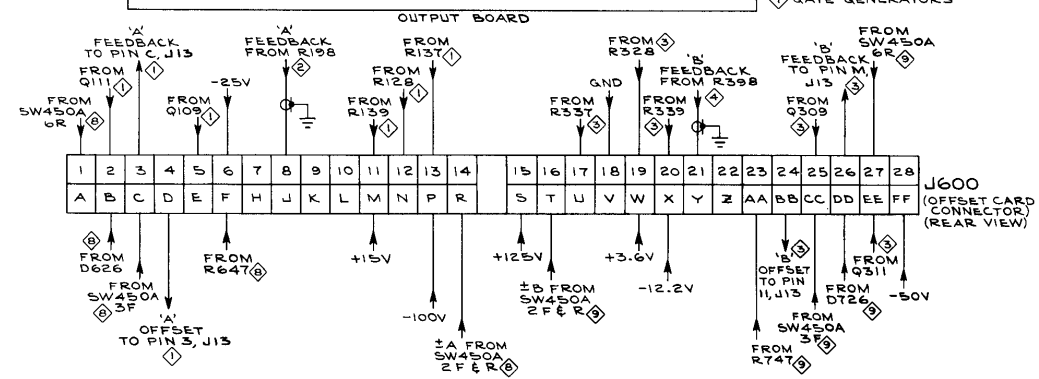 OUTPUT BOARD
1 GATE GENERATORS
'A'
FEEDBACK
TO PIN C, J13
1
FROM
Q111
1
FROM
SW450A
6R
8
FROM
Q109
1
-25V
'A'
FEEDBACK
FROM R198
2
FROM
R139
1
FROM
R128
1
FROM
R137
1
FROM
R337
3
GND
FROM
R328
3
FROM
R339
3
'B'
FEEDBACK
FROM R398
4
FROM
Q309
3
'B'
FEEDBACK
TO PIN M,
J13
3
FROM
SW450A
6R
9
1 2 3 4 5 6 7 8 9 10 11 12 13 14 15 16 17 18 19 20 21 22 23 24 25 26 27 28
A B C D E F H J K L M N P R S T U V W X Y Z AA BB CC DD EE FF
J600
(OFFSET CARD
CONNECTOR)
(REAR VIEW)
8
FROM
D626
FROM
SW450A
3F
8
'A'
OFFSET
TO PIN 3, J13
1
FROM
R647
8
+15V
-100V
±A FROM
SW450A
2F & R
8
+125V
±B FROM
SW450A
2F & R
9
+3.6V
-12.2V
FROM
R747
9
'B'
3
OFFSET
TO PIN
11, J13
FROM
SW450A
3F
9
FROM
D726
9
3
FROM
Q311
-50V